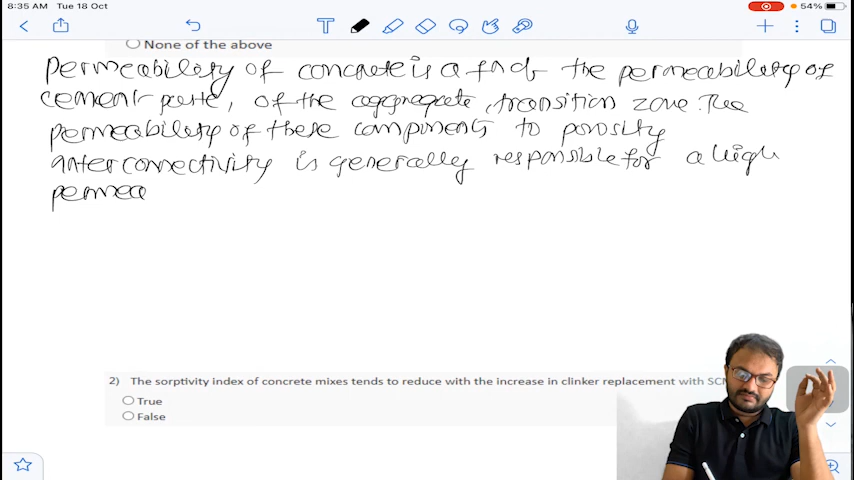 8:35 AM Tue 18 Oct
54%
None of the above
permeability of concrete is a fn of the permeability of
cement paste, of the aggregate, transition zone. The
permeability of these components to porosity
interconnectivity is generally responsible for a high
permea
2) The sorptivity index of concrete mixes tends to reduce with the increase in clinker replacement with
True
False